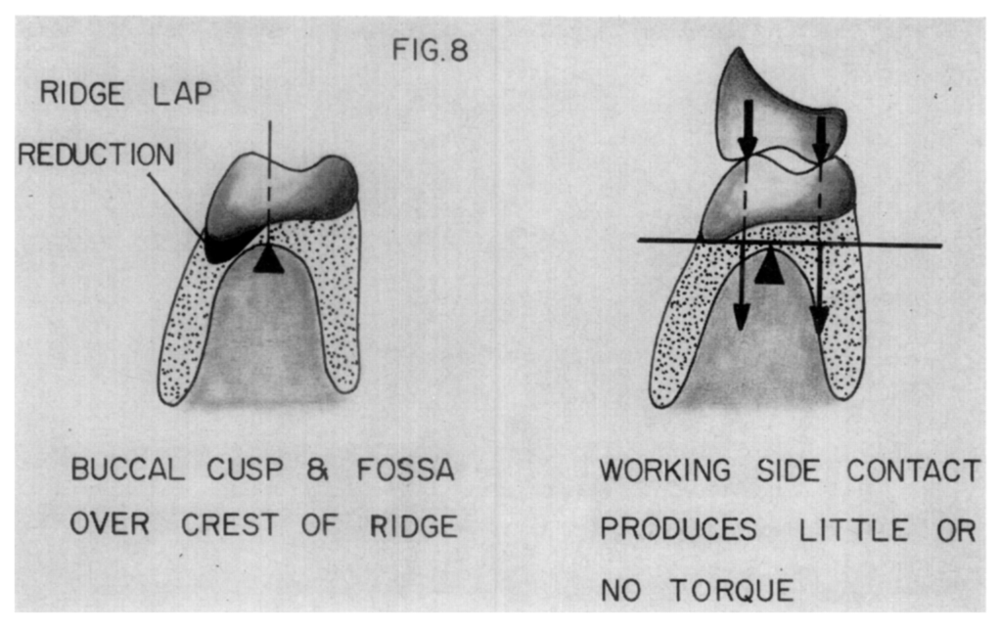 FIG.8
RIDGE LAP
REDUCTION
BUCCAL CUSP & FOSSA
OVER CREST OF RIDGE
WORKING SIDE CONTACT
PRODUCES LITTLE OR
NO TORQUE